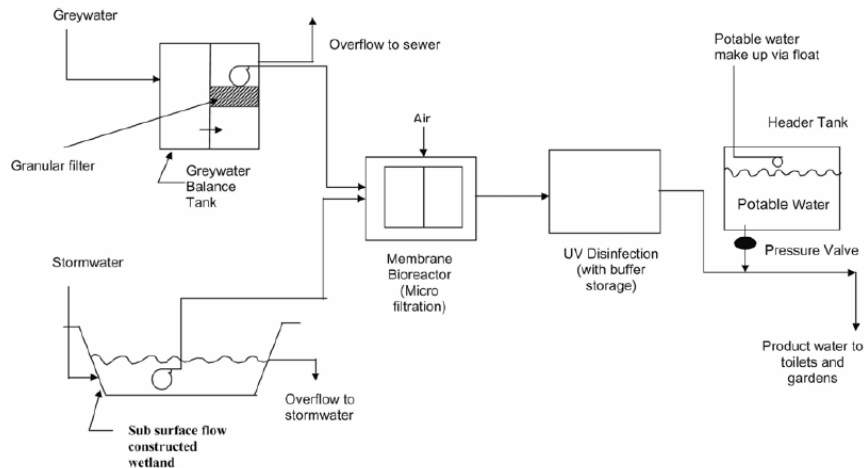 Greywater
Overflow to sewer
Granular filter
Greywater
Balance
Tank
Air
Membrane
Bioreactor
(Micro
filtration)
UV Disinfection
(with buffer
storage)
Potable water
make up via float
Header Tank
Potable Water
Pressure Valve
Product water to
toilets and
gardens
Stormwater
Overflow to
stormwater
Sub surface flow
constructed
wetland